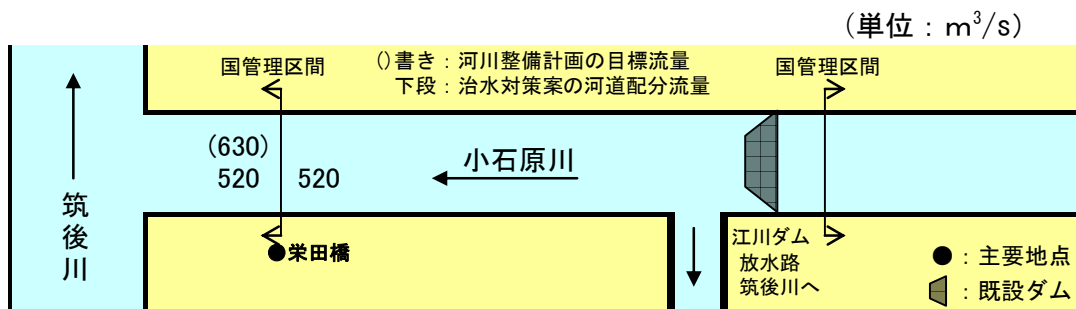 (単位：m³/s)
国管理区間
()書き：河川整備計画の目標流量
下段：治水対策案の河道配分流量
国管理区間
(630)
520
520
小石原川
筑後川
栄田橋
江川ダム
放水路
筑後川へ
●：主要地点
：既設ダム